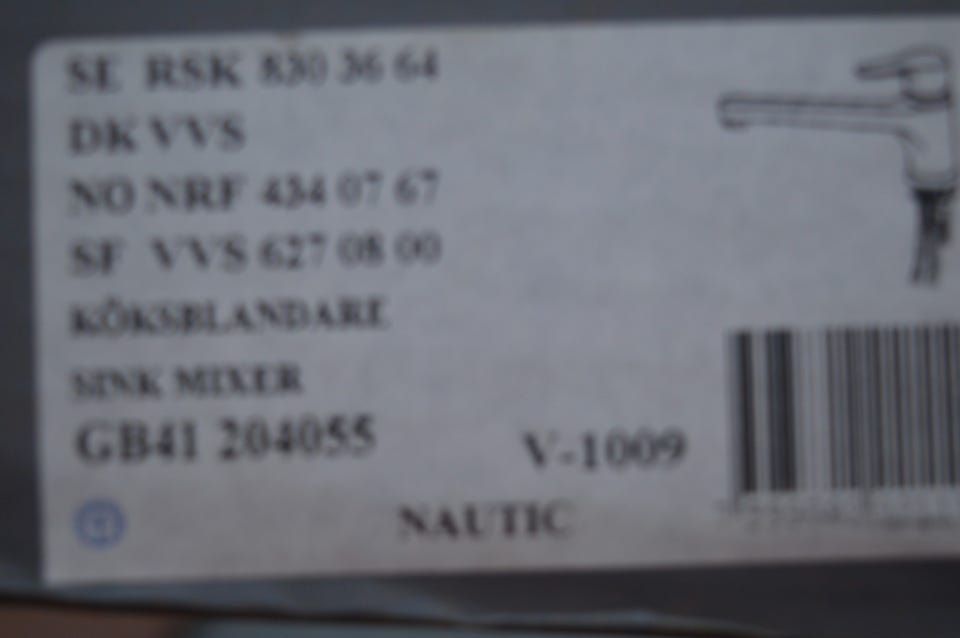 SE RSK 830 36 64
DK VVS
NO NRF 434 07 67
SF VVS 627 08 00
KÖKSBLANDARE
SINK MIXER
GB41 204055
V-1009
NAUTIC